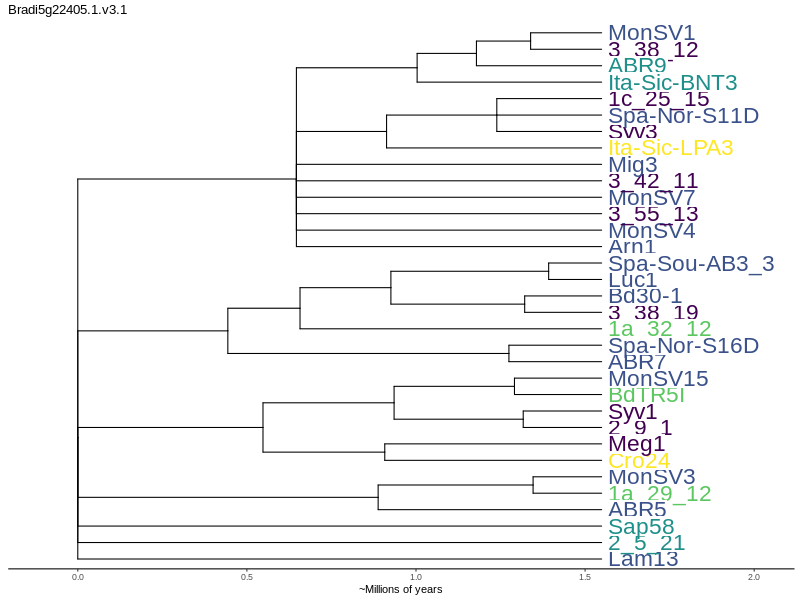 Bradi5g22405.1.v3.1
MonSV1
3_38_12
ABR9
Ita-Sic-BNT3
1c_25_15
Spa-Nor-S11D
Syv3
Ita-Sic-LPA3
Mig3
3_42_11
MonSV7
3_55_13
MonSV4
Arn1
Spa-Sou-AB3_3
Luc1
Bd30-1
3_38_19
1a_32_12
Spa-Nor-S16D
ABR7
MonSV15
BdTR5I
Syv1
2_9_1
Meg1
Cro24
MonSV3
1a_29_12
ABR5
Sap58
2_5_21
Lam13
0.0 0.5 1.0 1.5 2.0
~Millions of years